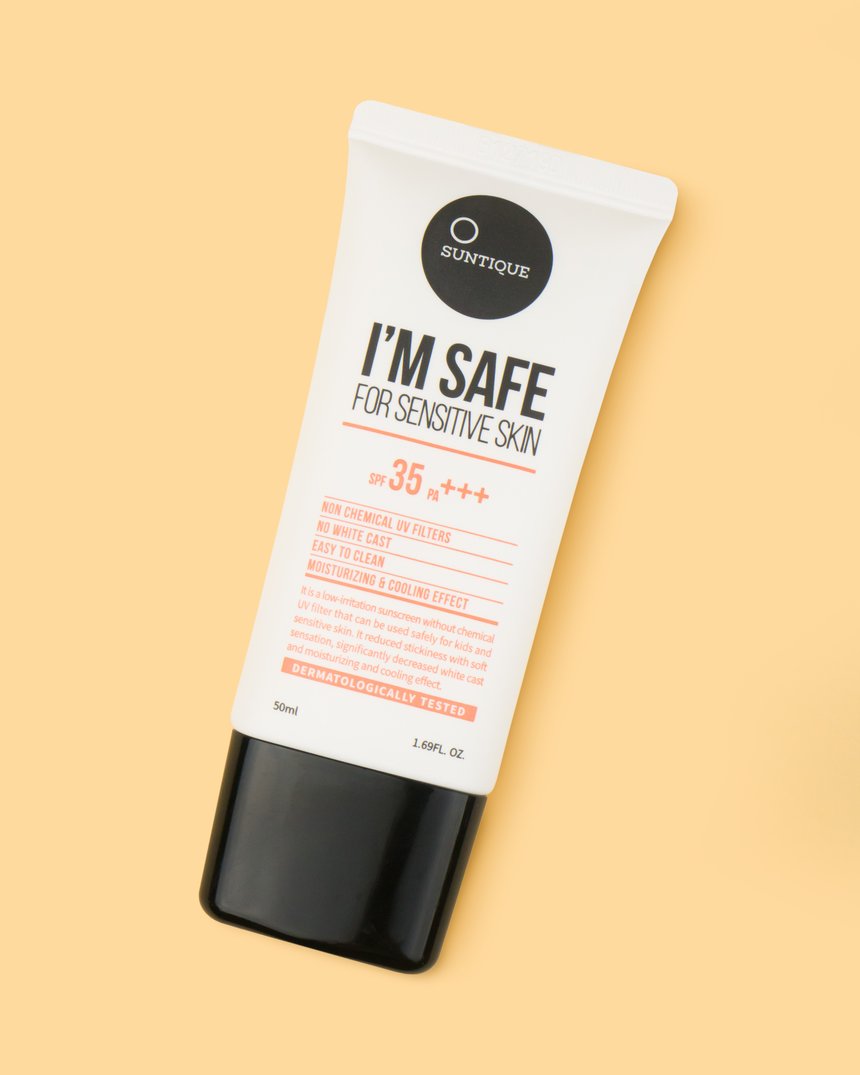 SUNTIQUE
I'M SAFE
FOR SENSITIVE SKIN
SPF 35 PA +++
NON CHEMICAL UV FILTERS
NO WHITE CAST
EASY TO CLEAN
MOISTURIZING & COOLING EFFECT
It is a low-irritation sunscreen without chemical
UV filter that can be used safely for kids and
sensitive skin. It reduced stickiness with soft
sensation, significantly decreased white cast
and moisturizing and cooling effect.
DERMATOLOGICALLY TESTED
50ml
1.69FL. OZ.